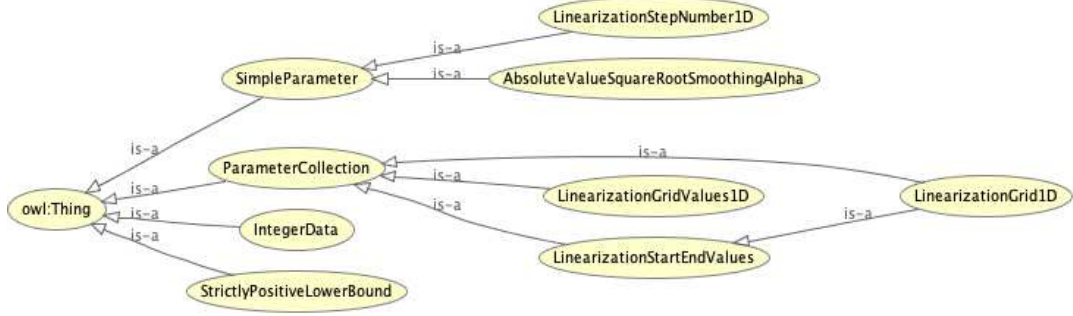 LinearizationStepNumber1D
is-a
SimpleParameter
is-a
AbsoluteValueSquareRootSmoothingAlpha
is-a
is-a
ParameterCollection
is-a
LinearizationGridValues1D
LinearizationGrid1D
is-a
owl:Thing
is-a
is-a
IntegerData
is-a
LinearizationStartEndValues
is-a
StrictlyPositiveLowerBound